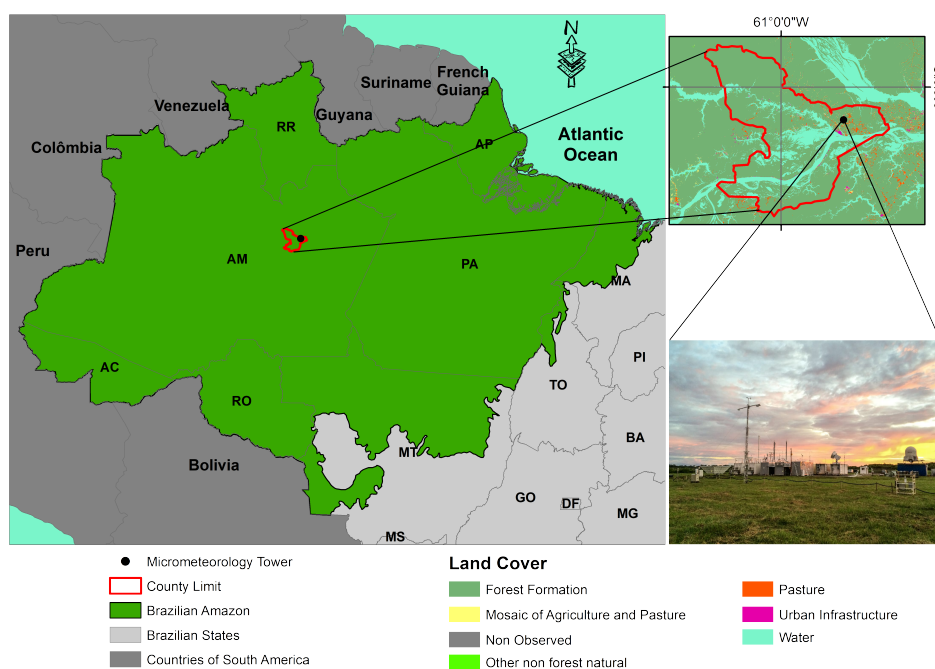 61°0'0"W
N
French
Suriname
Guiana
Venezuela
Guyana
RR
Colômbia
AP
Atlantic
Ocean
Peru
AM
PA
MA
AC
PI
TO
RO
BA
MT
Bolivia
GO
DF
MG
MS
Micrometeorology Tower
County Limit
Brazilian Amazon
Brazilian States
Countries of South America
Land Cover
Forest Formation
Mosaic of Agriculture and Pasture
Non Observed
Other non forest natural
Pasture
Urban Infrastructure
Water